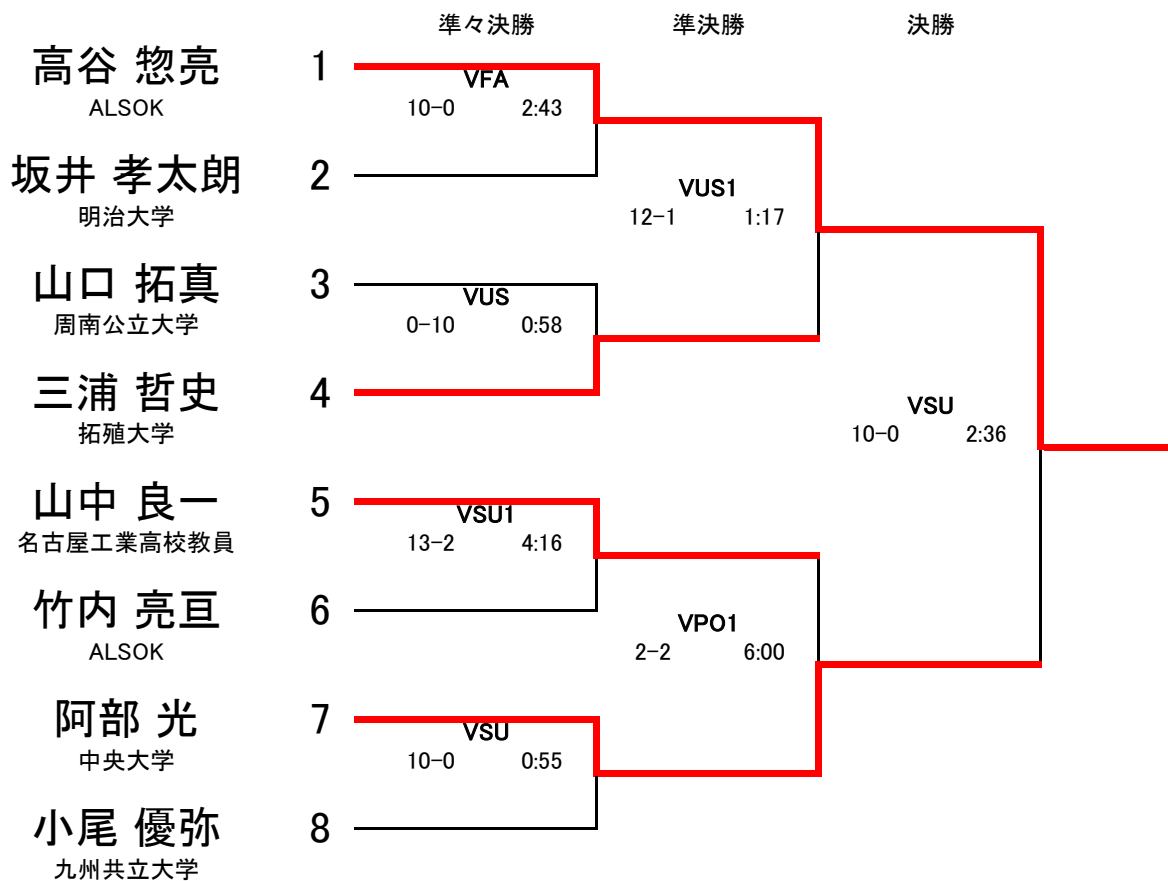 準々決勝 準決勝 決勝
高谷 惣亮 1
ALSOK
VFA
10-0 2:43
坂井 孝太朗 2
明治大学
VUS1
12-1 1:17
山口 拓真 3
周南公立大学
VUS
0-10 0:58
三浦 哲史 4
拓殖大学
VSU
10-0 2:36
山中 良一 5
名古屋工業高校教員
VSU1
13-2 4:16
竹内 亮亘 6
ALSOK
VPO1
2-2 6:00
阿部 光 7
中央大学
VSU
10-0 0:55
小尾 優弥 8
九州共立大学